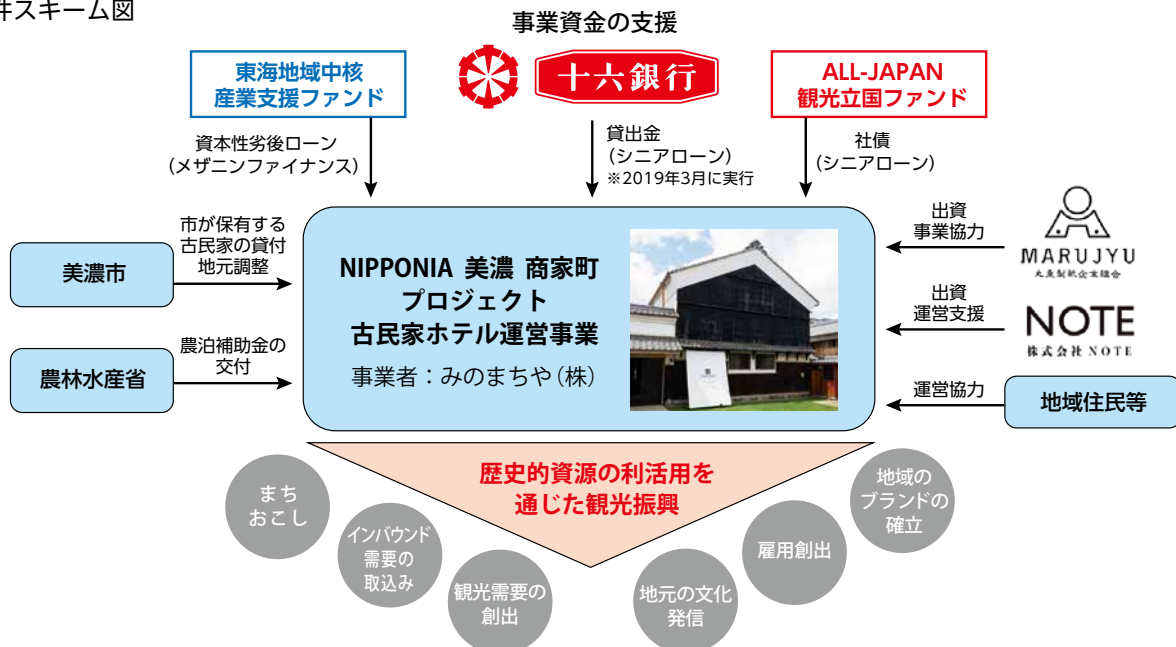 件スキーム図
事業資金の支援
東海地域中核
産業支援ファンド
十六銀行
ALL-JAPAN
観光立国ファンド
資本性劣後ローン
(メザニンファイナンス)
貸出金
(シニアローン)
※2019年3月に実行
社債
(シニアローン)
美濃市
市が保有する
古民家の貸付
地元調整
農林水産省
農泊補助金の
交付
NIPPONIA 美濃 商家町
プロジェクト
古民家ホテル運営事業
事業者：みのまちや(株)
出資
事業協力
MARUJYU
丸重製紙企業組合
出資
運営支援
NOTE
株式会社NOTE
運営協力
地域住民等
歴史的資源の利活用を
通じた観光振興
まち
おこし
インバウンド
需要の
取込み
観光需要の
創出
地元の文化
発信
雇用創出
地域の
ブランドの
確立